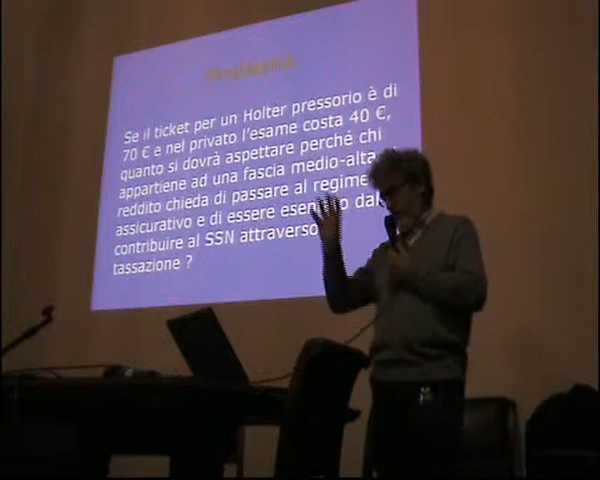 Se il ticket per un Holter pressorio è di
70 € e nel privato l'esame costa 40 €,
quanto si dovrà aspettare perché chi
appartiene ad una fascia medio-alta
reddito chieda di passare al regime
assicurativo e di essere dal
contribuire al SSN attraverso
tassazione ?